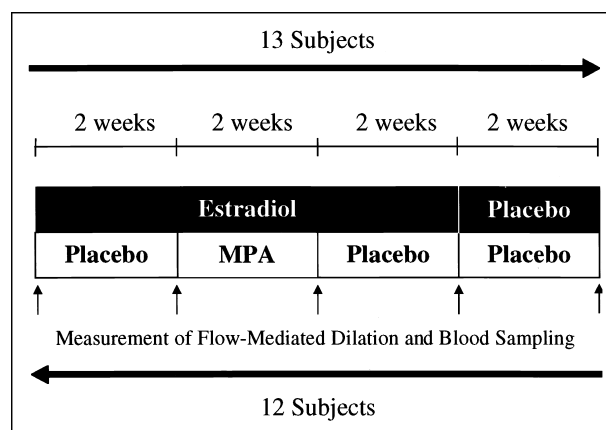 13 Subjects
2 weeks 2 weeks 2 weeks 2 weeks
Estradiol Placebo
Placebo MPA Placebo Placebo
Measurement of Flow-Mediated Dilation and Blood Sampling
12 Subjects